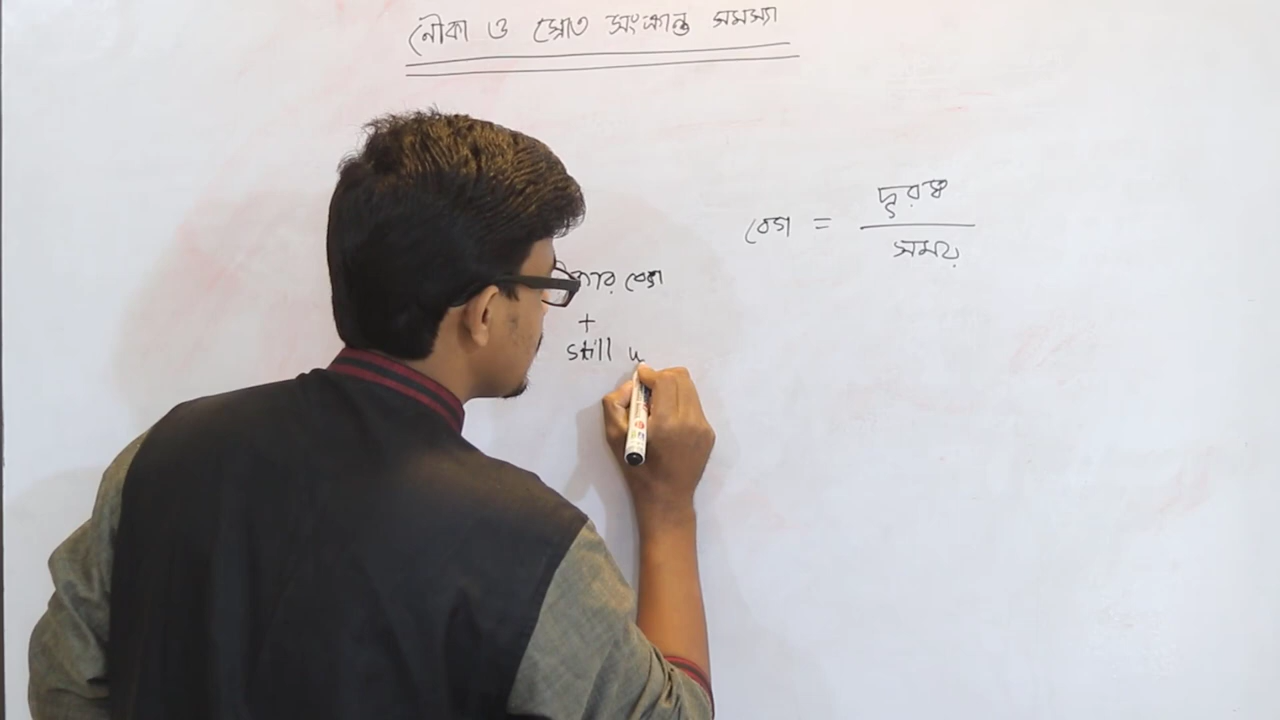 নৌকা ও স্রোত সংক্রান্ত সমস্যা
বেগ = দূরত্ব
সময়
বেগ
+
still